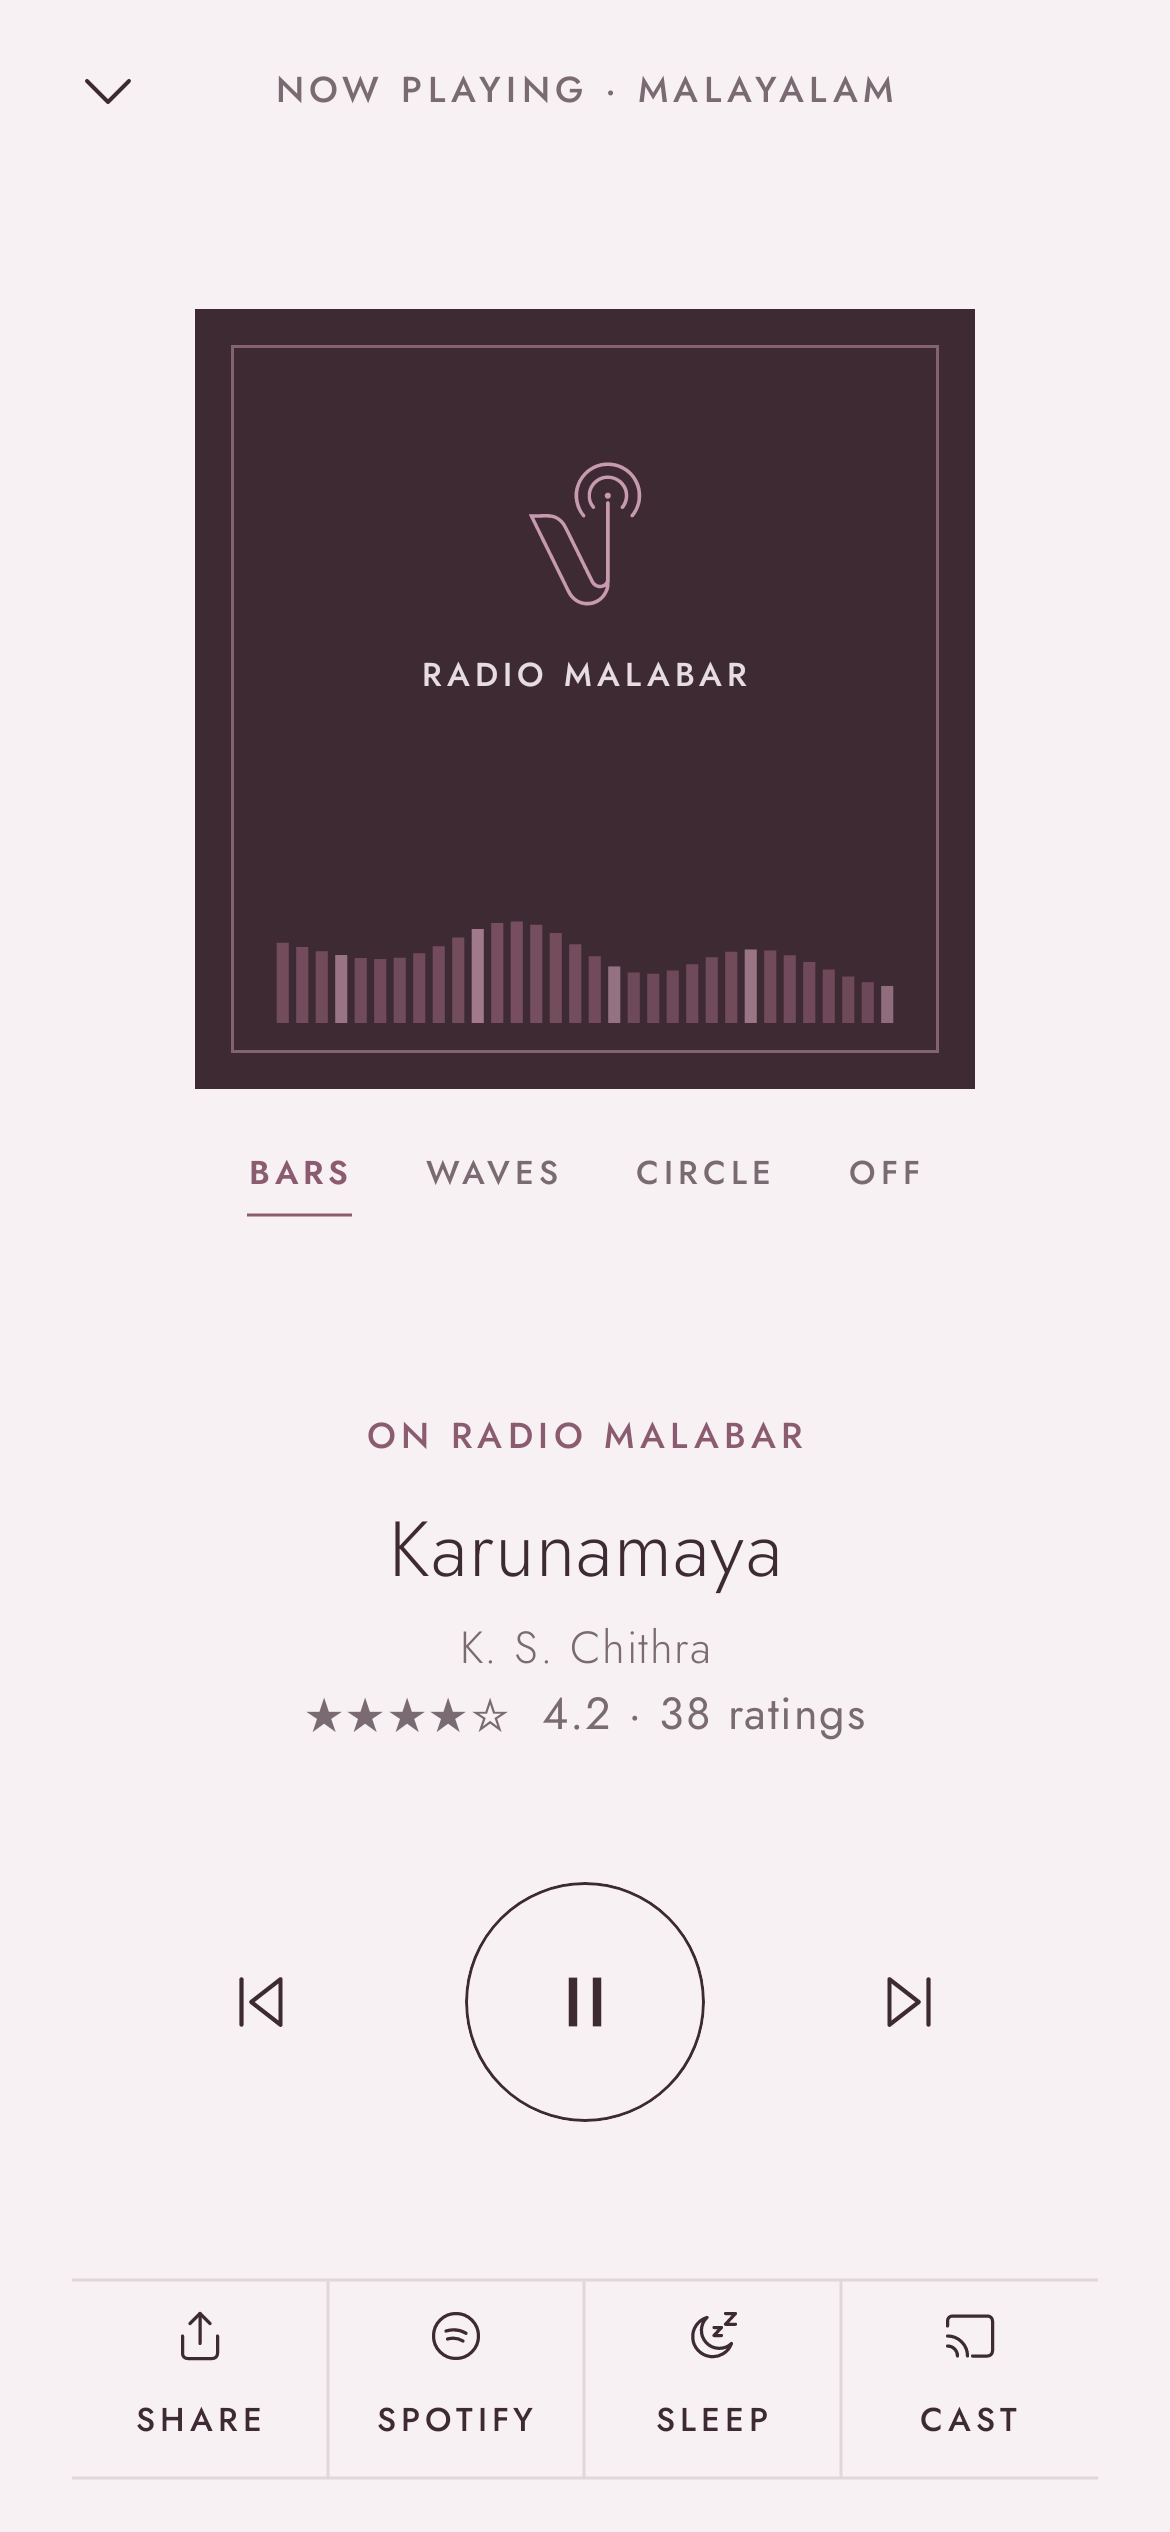 NOW PLAYING · MALAYALAM
RADIO MALABAR
BARS WAVES CIRCLE OFF
ON RADIO MALABAR
Karunamaya
K. S. Chithra
★★★★☆ 4.2 · 38 ratings
SHARE SPOTIFY SLEEP CAST